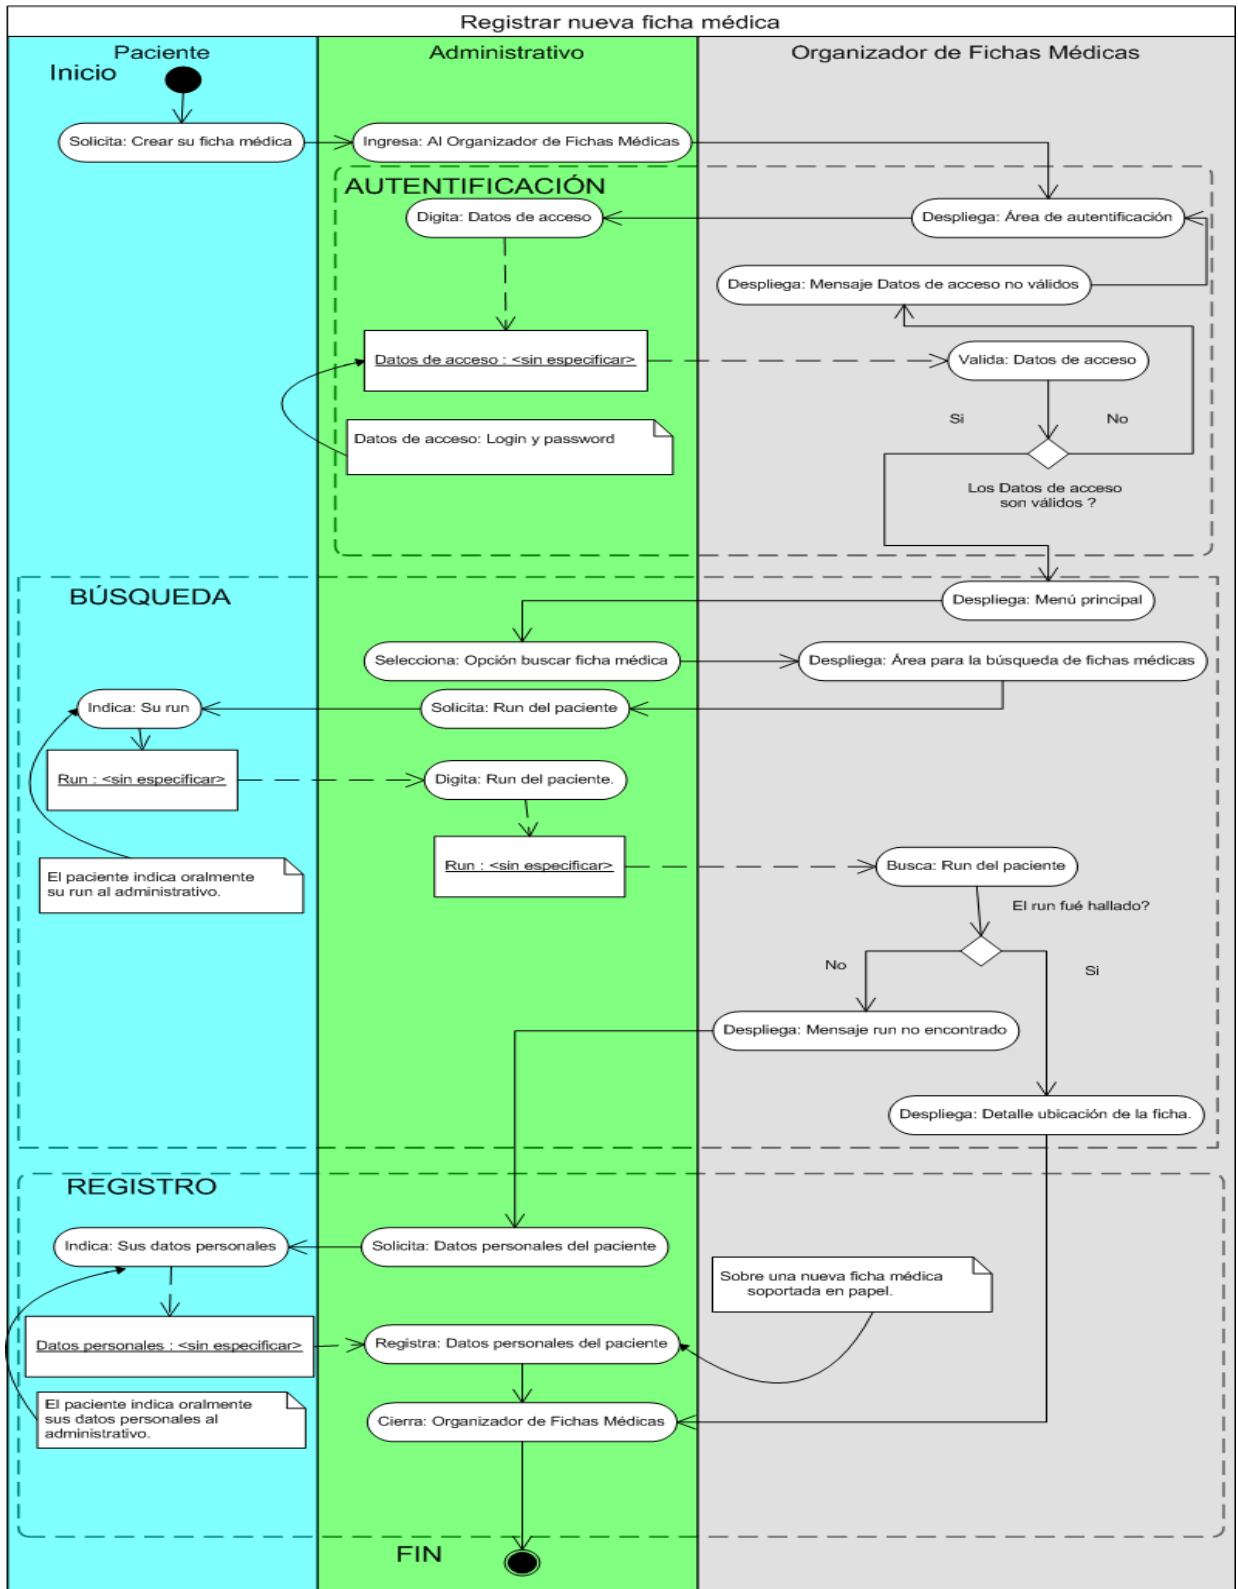 Registrar nueva ficha médica
Paciente
Administrativo
Organizador de Fichas Médicas
Inicio
Solicita: Crear su ficha médica
Ingresa: Al Organizador de Fichas Médicas
AUTENTIFICACIÓN
Digita: Datos de acceso
Despliega: Área de autentificación
Despliega: Mensaje Datos de acceso no válidos
Datos de acceso : <sin especificar>
Valida: Datos de acceso
Si
No
Datos de acceso: Login y password
Los Datos de acceso
son válidos ?
BÚSQUEDA
Despliega: Menú principal
Selecciona: Opción buscar ficha médica
Despliega: Área para la búsqueda de fichas médicas
Indica: Su run
Solicita: Run del paciente
Run : <sin especificar>
Digita: Run del paciente.
Run : <sin especificar>
Busca: Run del paciente
El paciente indica oralmente
su run al administrativo.
El run fué hallado?
No
Si
Despliega: Mensaje run no encontrado
Despliega: Detalle ubicación de la ficha.
REGISTRO
Indica: Sus datos personales
Solicita: Datos personales del paciente
Sobre una nueva ficha médica
soportada en papel.
Datos personales : <sin especificar>
Registra: Datos personales del paciente
El paciente indica oralmente
sus datos personales al
administrativo.
Cierra: Organizador de Fichas Médicas
FIN